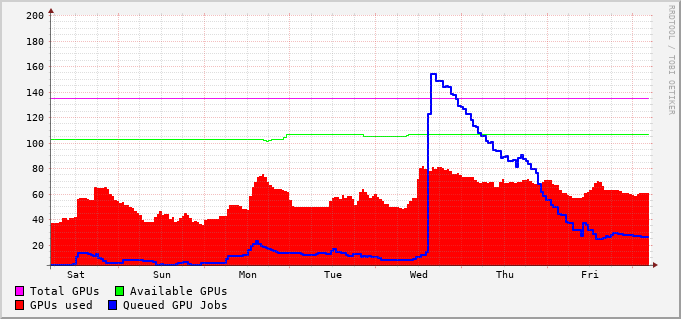 200
180
160
140
120
100
80
60
40
20
Sat Sun Mon Tue Wed Thu Fri
Total GPUs Available GPUs
GPUs used Queued GPU Jobs
RRDTOOL / TOBI OETIKER